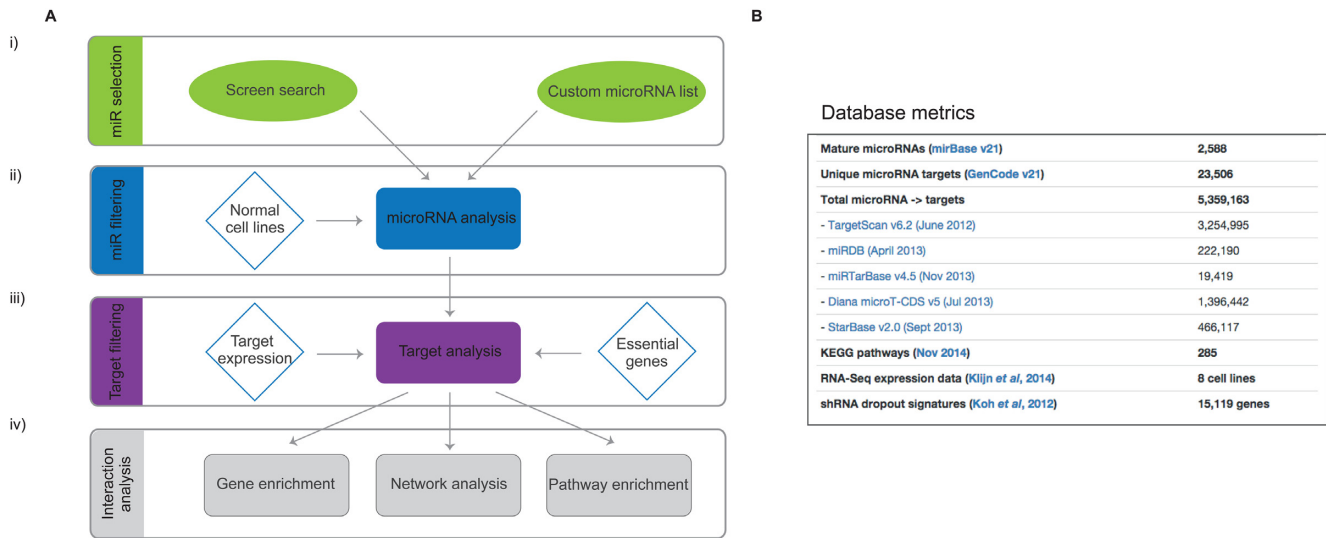 A
i)
miR selection
Screen search
Custom microRNA list
ii)
miR filtering
Normal
cell lines
microRNA analysis
iii)
Target filtering
Target
expression
Target analysis
Essential
genes
iv)
Interaction
analysis
Gene enrichment
Network analysis
Pathway enrichment
B
Database metrics
Mature microRNAs (mirBase v21) 2,588
Unique microRNA targets (GenCode v21) 23,506
Total microRNA -> targets 5,359,163
- TargetScan v6.2 (June 2012) 3,254,995
- miRDB (April 2013) 222,190
- miRTarBase v4.5 (Nov 2013) 19,419
- Diana microT-CDS v5 (Jul 2013) 1,396,442
- StarBase v2.0 (Sept 2013) 466,117
KEGG pathways (Nov 2014) 285
RNA-Seq expression data (Klijn et al, 2014) 8 cell lines
shRNA dropout signatures (Koh et al, 2012) 15,119 genes